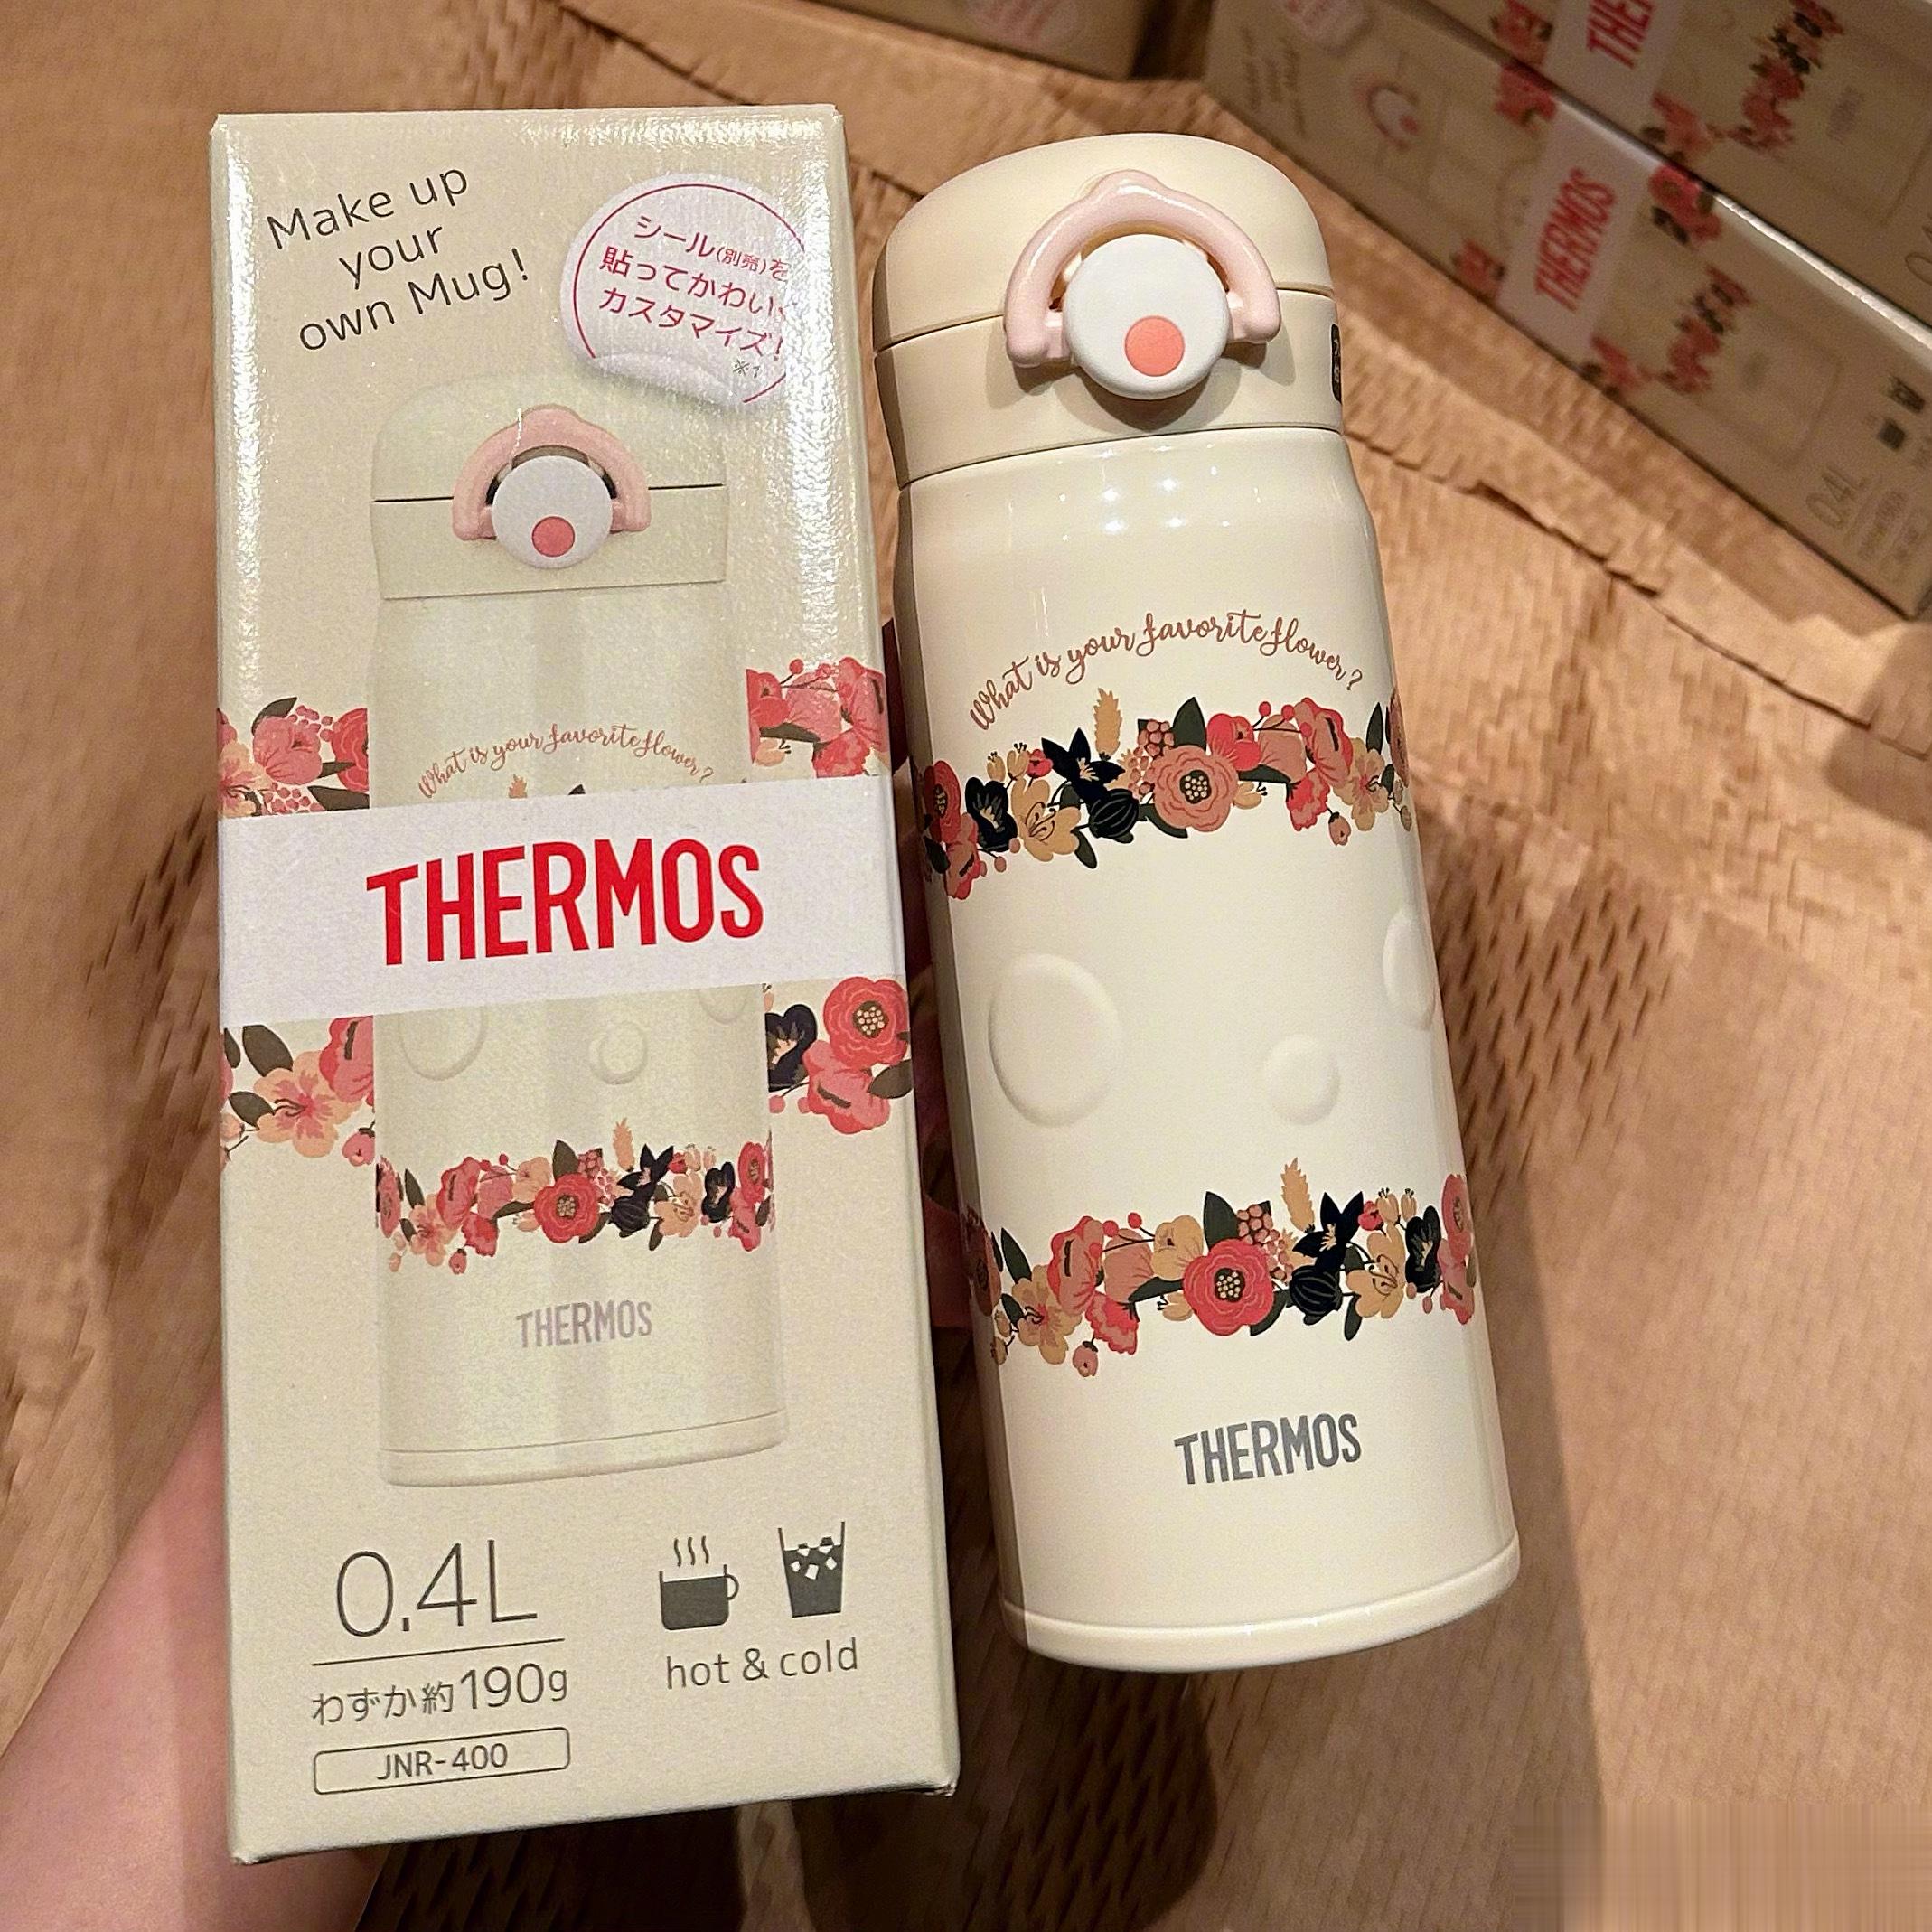 Make up
your
own Mug!
シール(別売)を
貼ってかわいく
カスタマイズ!
※1
What is your favorite flower?
THERMOS
THERMOS
0.4L
わずか約190g
JNR-400
hot & cold
What is your favorite flower?
THERMOS
THERMOS
0.4L